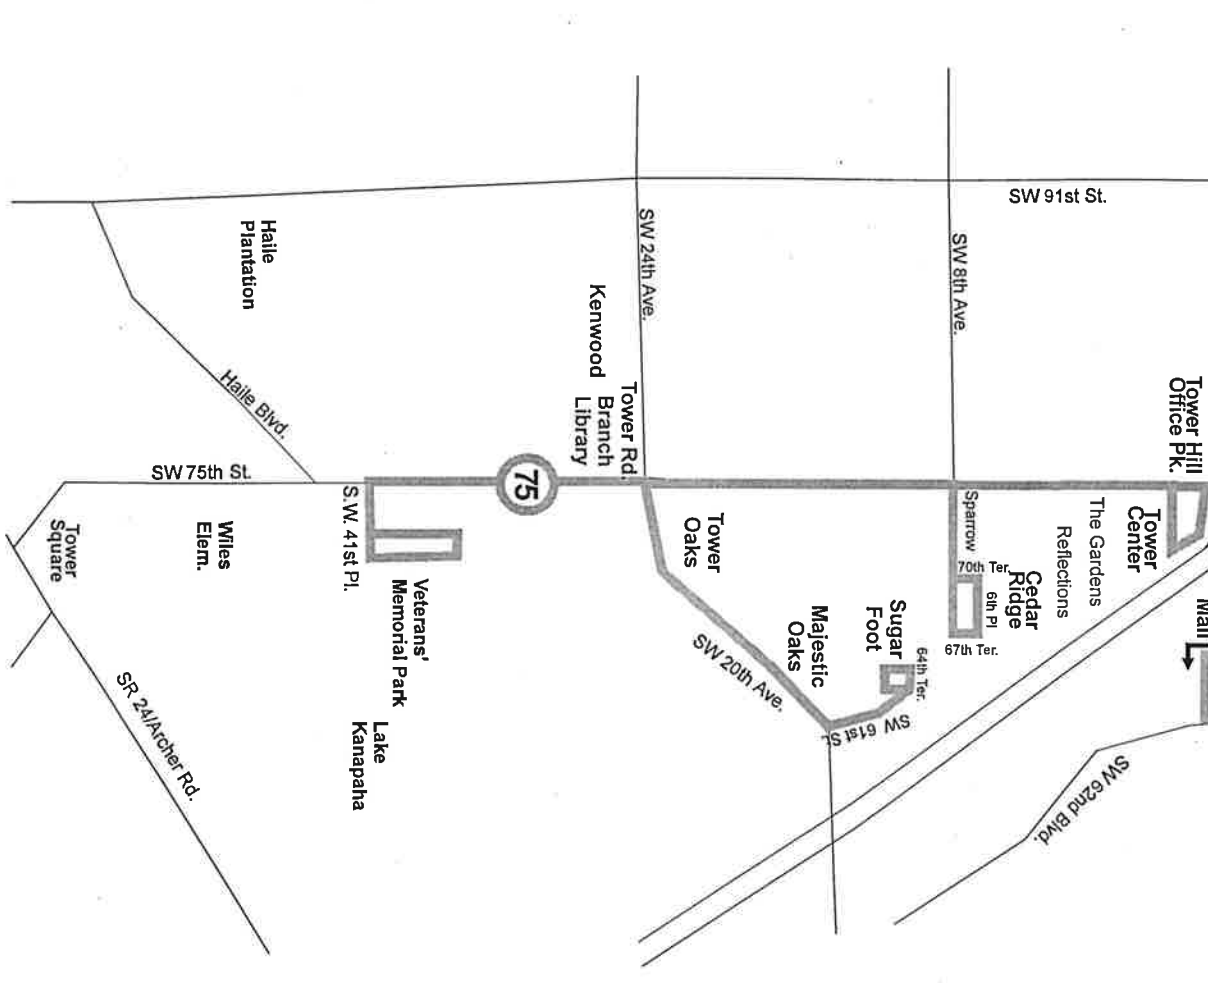 SW 91st St.
SW 24th Ave.
SW 8th Ave.
Haile
Plantation
Kenwood
Haile Blvd.
Tower Rd.
Branch
Library
Tower Hill
Office Pk.
SW 75th St.
75
S.W. 41st Pl.
Tower
Square
Wiles
Elem.
Tower
Oaks
Sparrow
The Gardens
Reflections
Tower
Center
70th Ter.
Cedar
Ridge
6th Pl
67th Ter.
Veterans'
Memorial Park
Majestic
Oaks
Sugar
Foot
64th Ter.
Mall
SW 20th Ave.
SW 61st St.
SR 24/Archer Rd.
Lake
Kanapaha
SW 62nd Blvd.